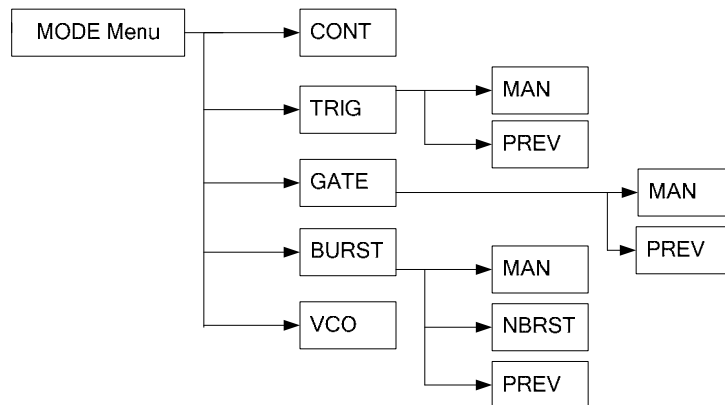 MODE Menu
CONT
TRIG
MAN
PREV
GATE
MAN
PREV
BURST
MAN
NBRST
PREV
VCO